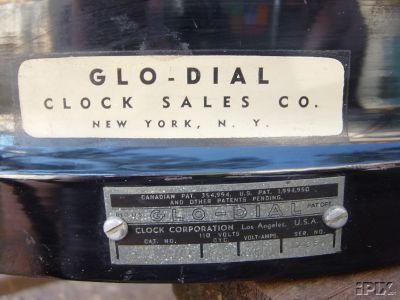 GLO-DIAL
CLOCK SALES CO.
NEW YORK, N. Y.
CANADIAN PAT. 354,994, U.S. PAT. 1,994,950
AND OTHER PATENTS PENDING.
GLO-DIAL PAT OFF.
CLOCK CORPORATION Los Angeles, U.S.A.
110 VOLTS
CAT. NO. CYC. VOLT-AMPS. SER. NO.
iPIX